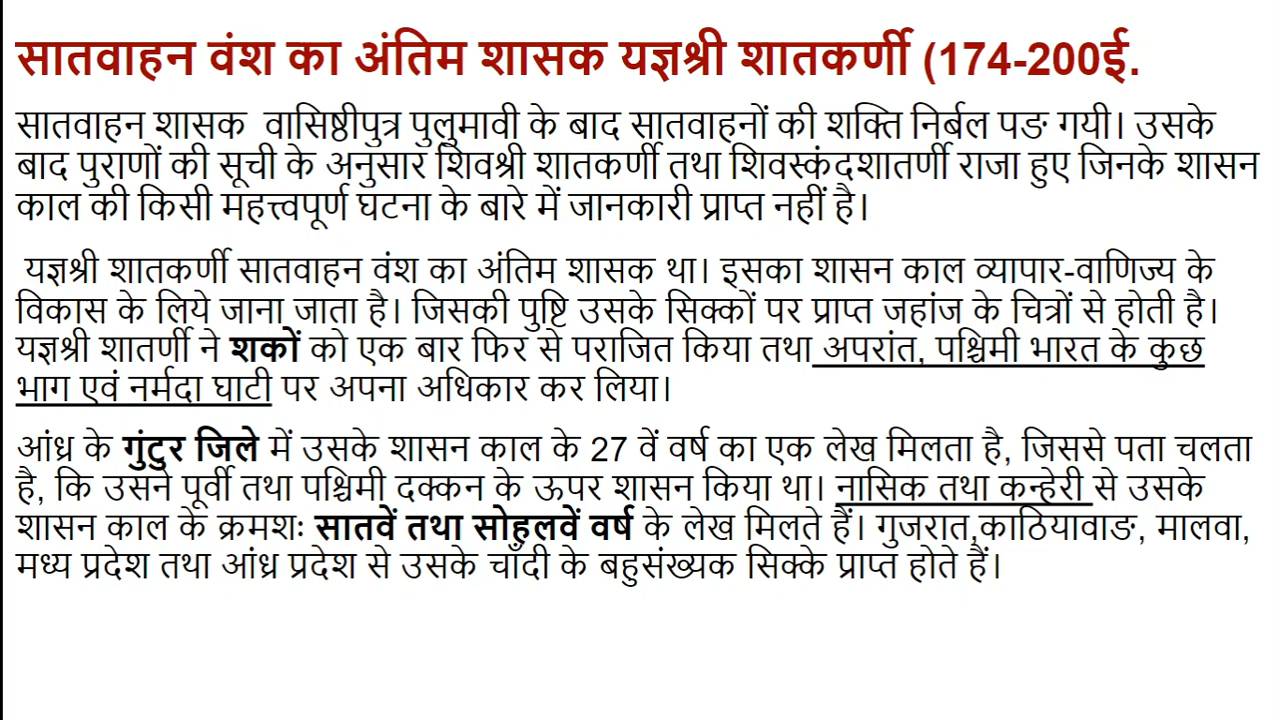 सातवाहन वंश का अंतिम शासक यज्ञश्री शातकर्णी (174-200ई.
सातवाहन शासक वासिष्ठीपुत्र पुलुमावी के बाद सातवाहनों की शक्ति निर्बल पङ गयी। उसके
बाद पुराणों की सूची के अनुसार शिवश्री शातकर्णी तथा शिवस्कंदशातर्णी राजा हुए जिनके शासन
काल की किसी महत्त्वपूर्ण घटना के बारे में जानकारी प्राप्त नहीं है।
यज्ञश्री शातकर्णी सातवाहन वंश का अंतिम शासक था। इसका शासन काल व्यापार-वाणिज्य के
विकास के लिये जाना जाता है। जिसकी पुष्टि उसके सिक्कों पर प्राप्त जहांज के चित्रों से होती है।
यज्ञश्री शातर्णी ने शकों को एक बार फिर से पराजित किया तथा अपरांत, पश्चिमी भारत के कुछ
भाग एवं नर्मदा घाटी पर अपना अधिकार कर लिया।
आंध्र के गुंटुर जिले में उसके शासन काल के 27 वें वर्ष का एक लेख मिलता है, जिससे पता चलता
है, कि उसने पूर्वी तथा पश्चिमी दक्कन के ऊपर शासन किया था। नासिक तथा कन्हेरी से उसके
शासन काल के क्रमशः सातवें तथा सोहलवें वर्ष के लेख मिलते हैं। गुजरात,काठियावाङ, मालवा,
मध्य प्रदेश तथा आंध्र प्रदेश से उसके चाँदी के बहुसंख्यक सिक्के प्राप्त होते हैं।